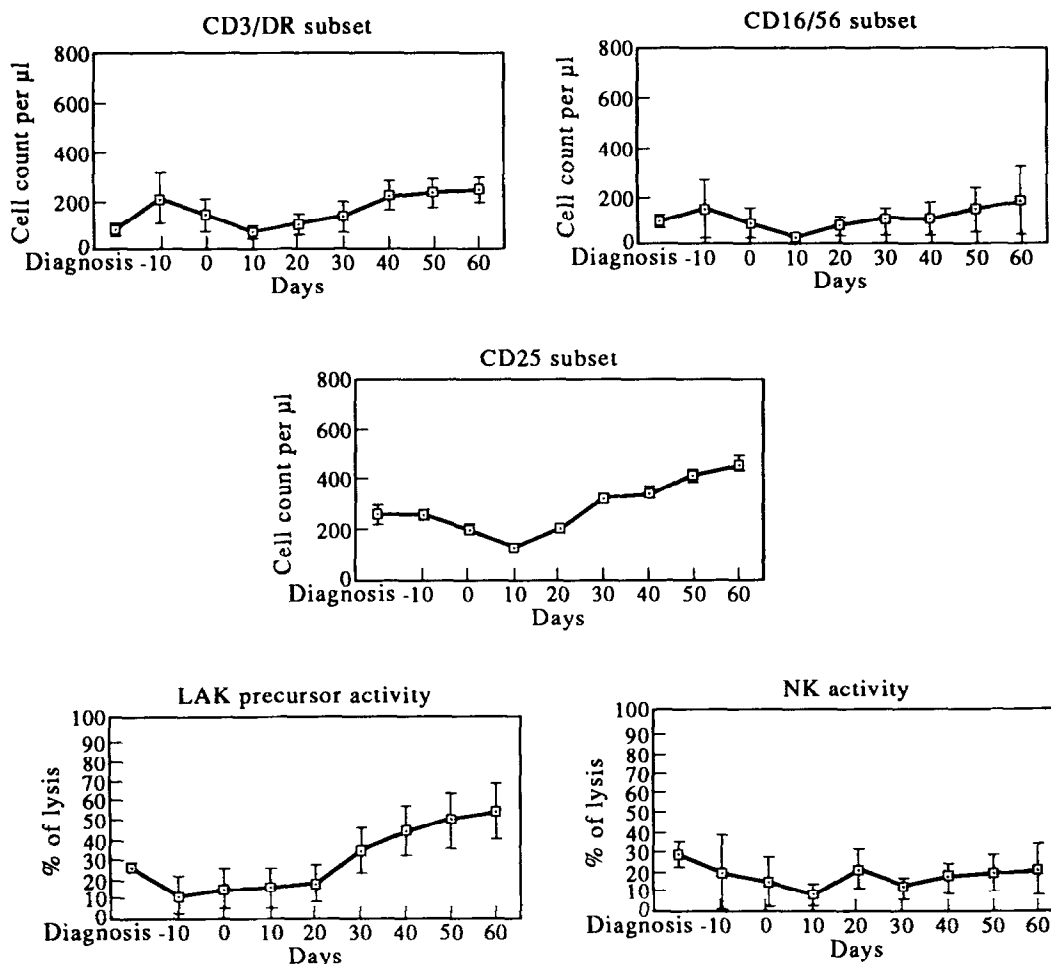 CD3/DR subset
Cell count per µl
800
600
400
200
0
Diagnosis -10 0 10 20 30 40 50 60
Days
CD16/56 subset
Cell count per µl
800
600
400
200
0
Diagnosis -10 0 10 20 30 40 50 60
Days
CD25 subset
Cell count per µl
800
600
400
200
0
Diagnosis -10 0 10 20 30 40 50 60
Days
LAK precursor activity
% of lysis
100
90
80
70
60
50
40
30
20
10
0
Diagnosis -10 0 10 20 30 40 50 60
Days
NK activity
% of lysis
100
90
80
70
60
50
40
30
20
10
0
Diagnosis -10 0 10 20 30 40 50 60
Days